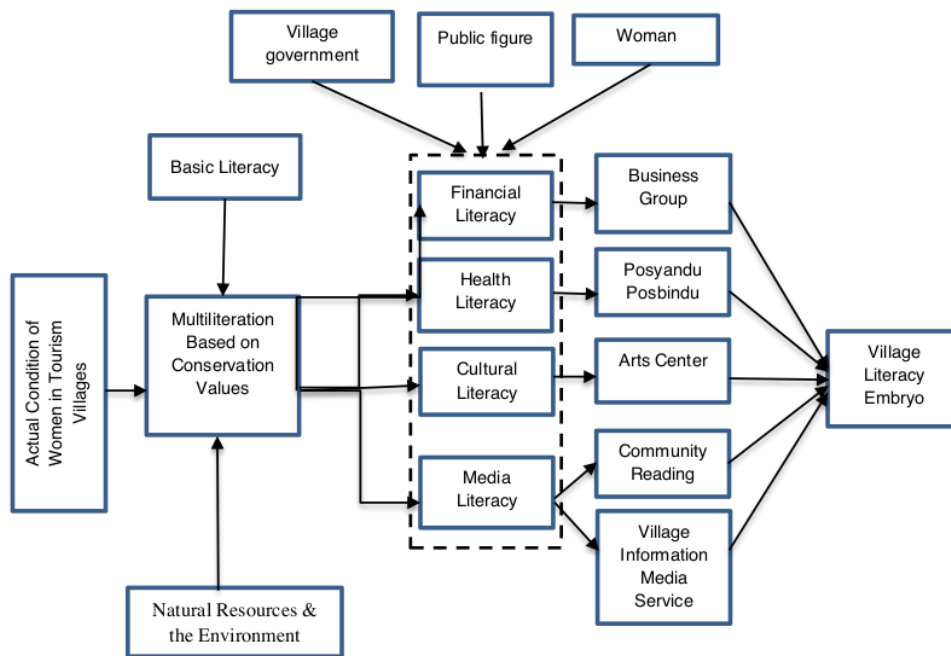 Village
government
Public figure
Woman
Basic Literacy
Financial
Literacy
Business
Group
Health
Literacy
Posyandu
Posbindu
Actual Condition of
Women in Tourism
Villages
Multiliteration
Based on
Conservation
Values
Cultural
Literacy
Arts Center
Village
Literacy
Embryo
Media
Literacy
Community
Reading
Village
Information
Media
Service
Natural Resources &
the Environment